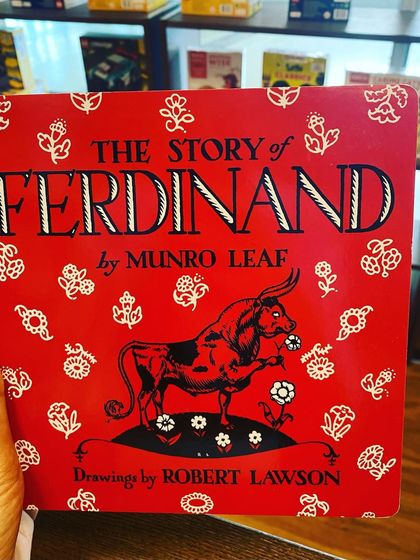 THE STORY of
FERDINAND
by MUNRO LEAF
R. L.
Drawings by ROBERT LAWSON